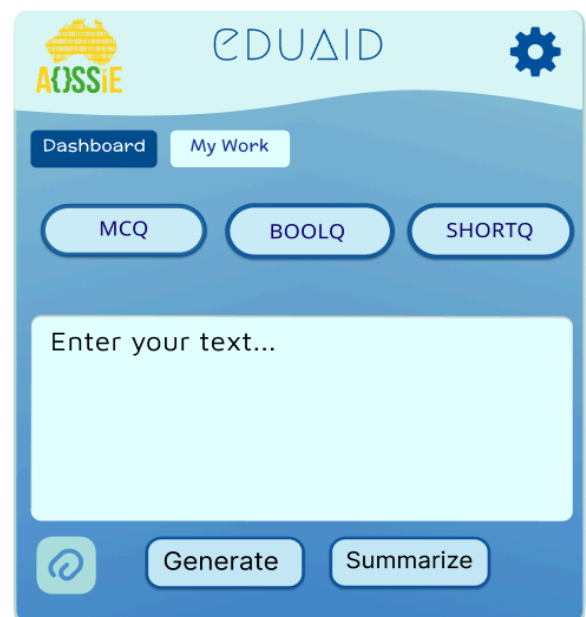 EDUAID
AOSSiE
Dashboard My Work
MCQ BOOLQ SHORTQ
Enter your text...
Generate Summarize